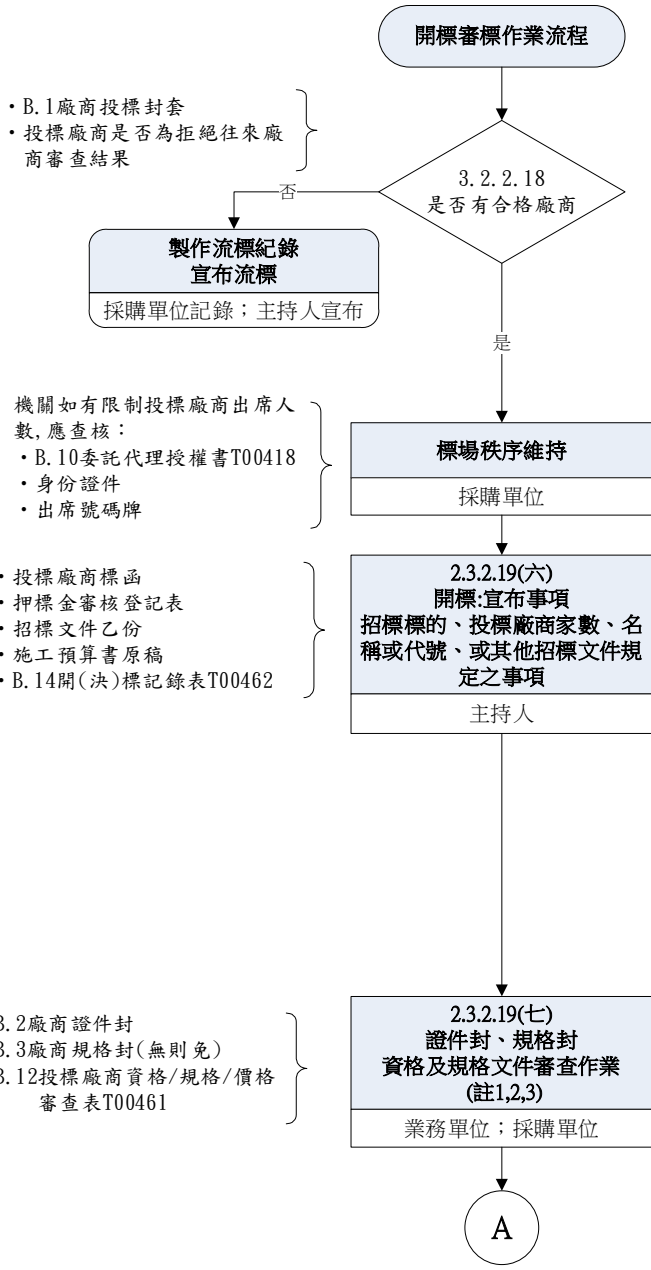 開標審標作業流程
・B.1廠商投標封套
・投標廠商是否為拒絕往來廠
商審查結果
3.2.2.18
是否有合格廠商
否
製作流標紀錄
宣布流標
採購單位記錄；主持人宣布
是
機關如有限制投標廠商出席人
數,應查核：
・B.10委託代理授權書T00418
・身份證件
・出席號碼牌
標場秩序維持
採購單位
・投標廠商標函
・押標金審核登記表
・招標文件乙份
・施工預算書原稿
・B.14開(決)標記錄表T00462
2.3.2.19(六)
開標:宣布事項
招標標的、投標廠商家數、名
稱或代號、或其他招標文件規
定之事項
主持人
3.2廠商證件封
3.3廠商規格封(無則免)
3.12投標廠商資格/規格/價格
審查表T00461
2.3.2.19(七)
證件封、規格封
資格及規格文件審查作業
(註1,2,3)
業務單位；採購單位
A